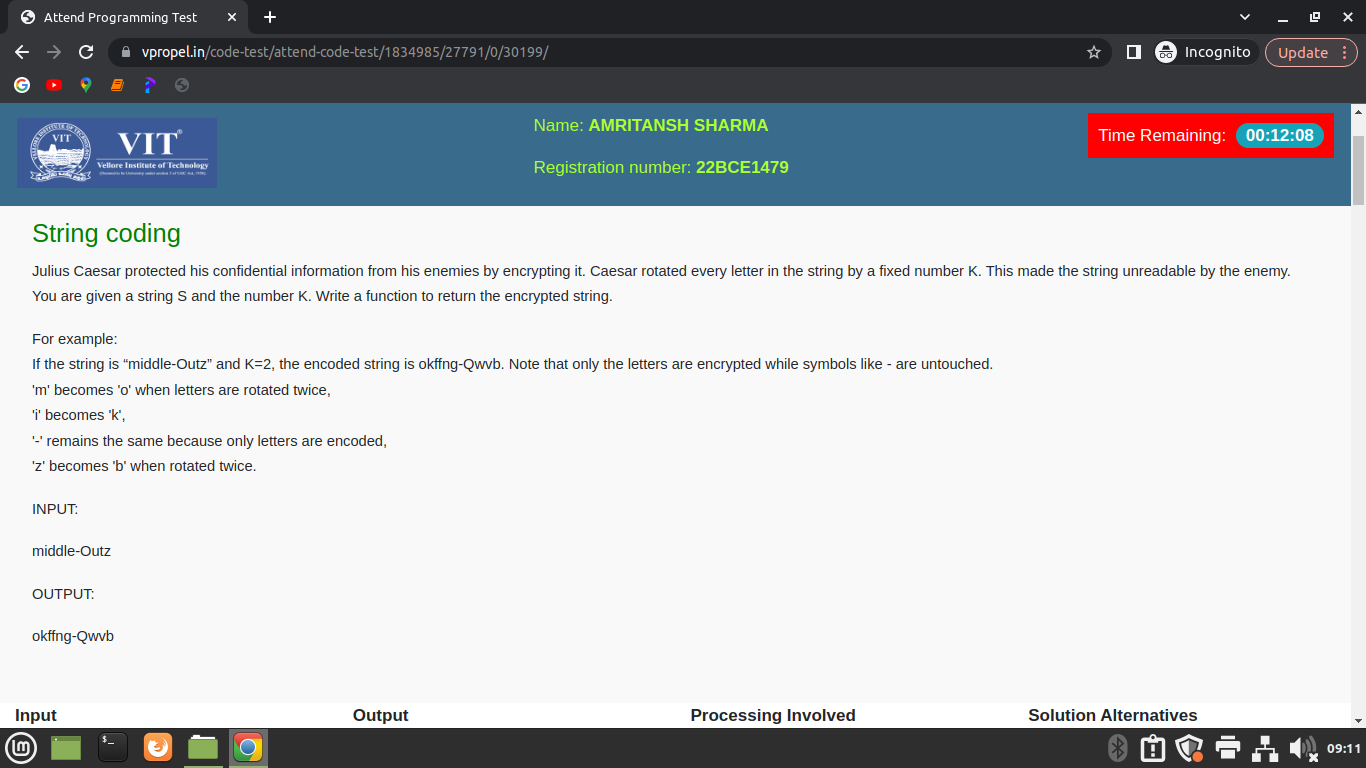 Attend Programming Test
vpropel.in/code-test/attend-code-test/1834985/27791/0/30199/
Incognito
Update
VIT
VIT
Vellore Institute of Technology
Name: AMRITANSH SHARMA
Registration number: 22BCE1479
Time Remaining: 00:12:08
String coding
Julius Caesar protected his confidential information from his enemies by encrypting it. Caesar rotated every letter in the string by a fixed number K. This made the string unreadable by the enemy.
You are given a string S and the number K. Write a function to return the encrypted string.
For example:
If the string is “middle-Outz” and K=2, the encoded string is okffng-Qwvb. Note that only the letters are encrypted while symbols like - are untouched.
'm' becomes 'o' when letters are rotated twice,
'i' becomes 'k',
'-' remains the same because only letters are encoded,
'z' becomes 'b' when rotated twice.
INPUT:
middle-Outz
OUTPUT:
okffng-Qwvb
Input Output Processing Involved Solution Alternatives
09:11